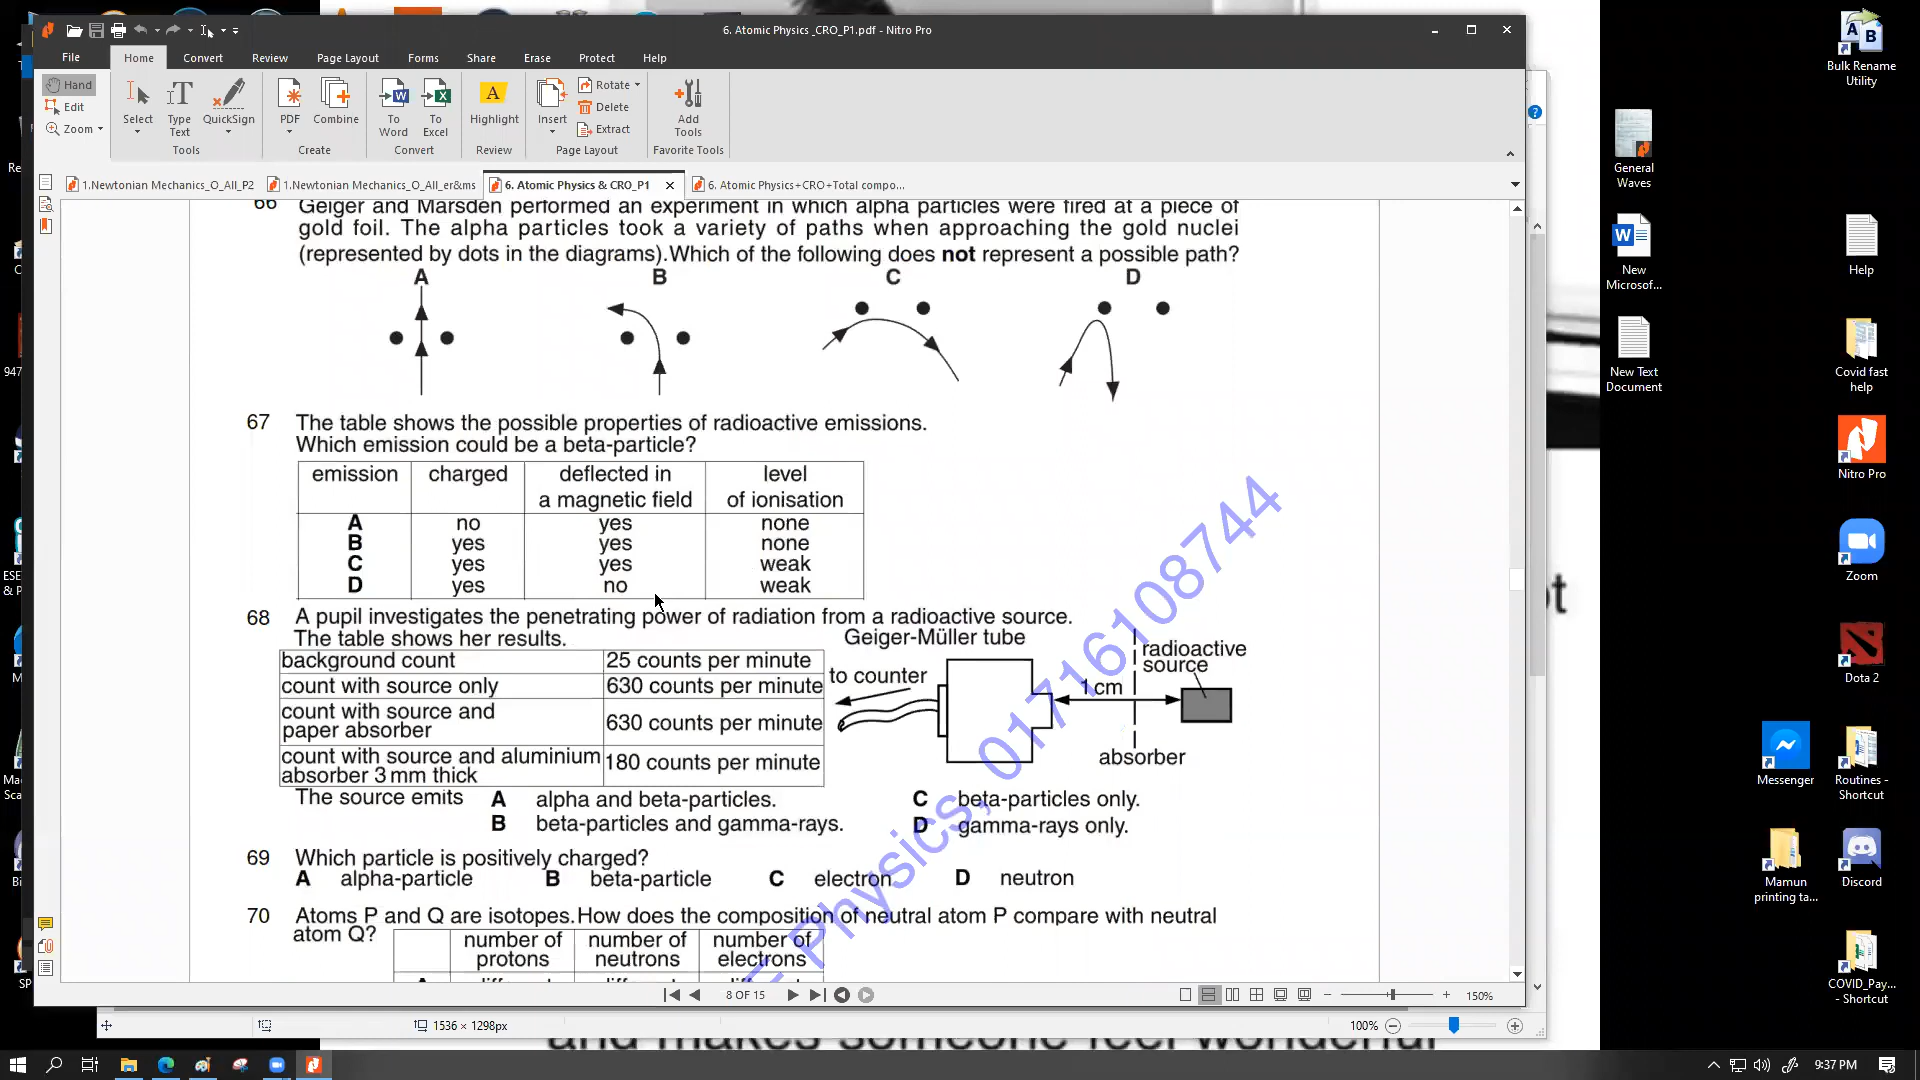 6. Atomic Physics _CRO_P1.pdf - Nitro Pro
File Home Convert Review Page Layout Forms Share Erase Protect Help
Hand
Edit
Zoom
Select
Type Text
QuickSign
Tools
PDF
Combine
Create
To Word
To Excel
Convert
Highlight
Review
Insert
Rotate
Delete
Extract
Page Layout
Add Tools
Favorite Tools
1.Newtonian Mechanics_O_All_P2
1.Newtonian Mechanics_O_All_er&ms
6. Atomic Physics & CRO_P1
6. Atomic Physics+CRO+Total compo...
66 Geiger and Marsden performed an experiment in which alpha particles were fired at a piece of
gold foil. The alpha particles took a variety of paths when approaching the gold nuclei
(represented by dots in the diagrams).Which of the following does not represent a possible path?
A B C D
67 The table shows the possible properties of radioactive emissions.
Which emission could be a beta-particle?
emission charged deflected in level
a magnetic field of ionisation
A no yes none
B yes yes none
C yes yes weak
D yes no weak
68 A pupil investigates the penetrating power of radiation from a radioactive source.
The table shows her results.
background count 25 counts per minute
count with source only 630 counts per minute
count with source and
paper absorber 630 counts per minute
count with source and aluminium
absorber 3 mm thick 180 counts per minute
Geiger-Müller tube
to counter
1 cm
radioactive
source
absorber
The source emits A alpha and beta-particles. C beta-particles only.
B beta-particles and gamma-rays. D gamma-rays only.
69 Which particle is positively charged?
A alpha-particle B beta-particle C electron D neutron
70 Atoms P and Q are isotopes.How does the composition of neutral atom P compare with neutral
atom Q?
number of number of number of
protons neutrons electrons
Physics, 01716108744
8 OF 15
150%
1536 × 1298px
100%
and makes someone feel wonderful
Bulk Rename
Utility
General
Waves
New
Microsof...
Help
New Text
Document
Covid fast
help
Nitro Pro
Zoom
Dota 2
Messenger
Routines -
Shortcut
Mamun
printing ta...
Discord
COVID_Pay...
- Shortcut
9:37 PM